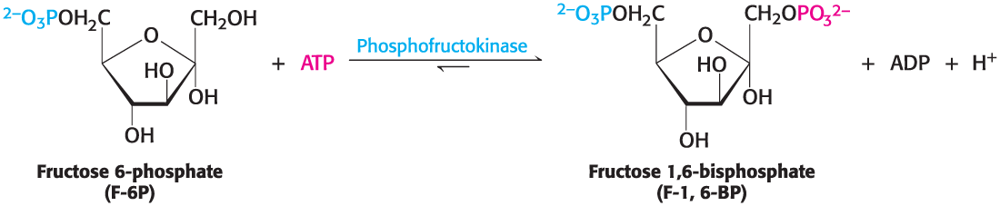 ²⁻O₃POH₂C CH₂OH
O
HO
OH
OH
+ ATP
Phosphofructokinase
²⁻O₃POH₂C CH₂OPO₃²⁻
O
HO
OH
OH
+ ADP + H⁺
Fructose 6-phosphate
(F-6P)
Fructose 1,6-bisphosphate
(F-1, 6-BP)